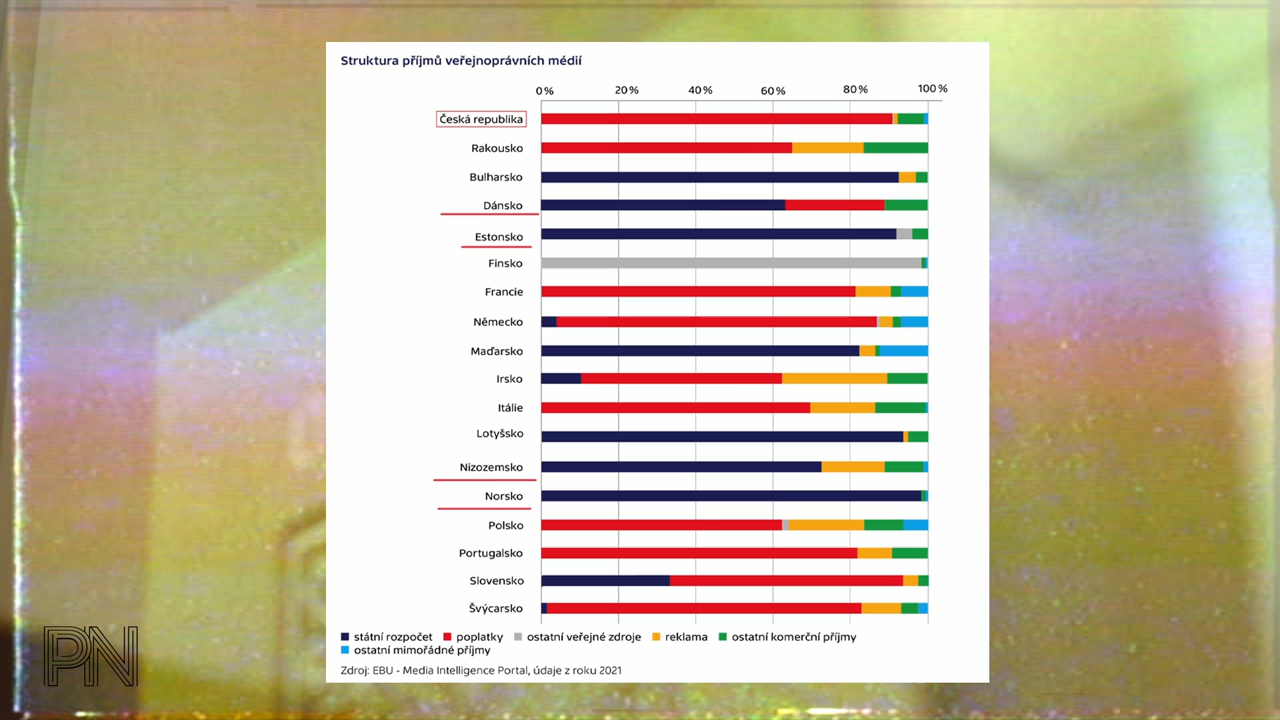 Struktura příjmů veřejnoprávních médií
0 % 20 % 40 % 60 % 80 % 100 %
Česká republika
Rakousko
Bulharsko
Dánsko
Estonsko
Finsko
Francie
Německo
Maďarsko
Irsko
Itálie
Lotyšsko
Nizozemsko
Norsko
Polsko
Portugalsko
Slovensko
Švýcarsko
státní rozpočet poplatky ostatní veřejné zdroje reklama ostatní komerční příjmy
ostatní mimořádné příjmy
Zdroj: EBU - Media Intelligence Portal, údaje z roku 2021
PN